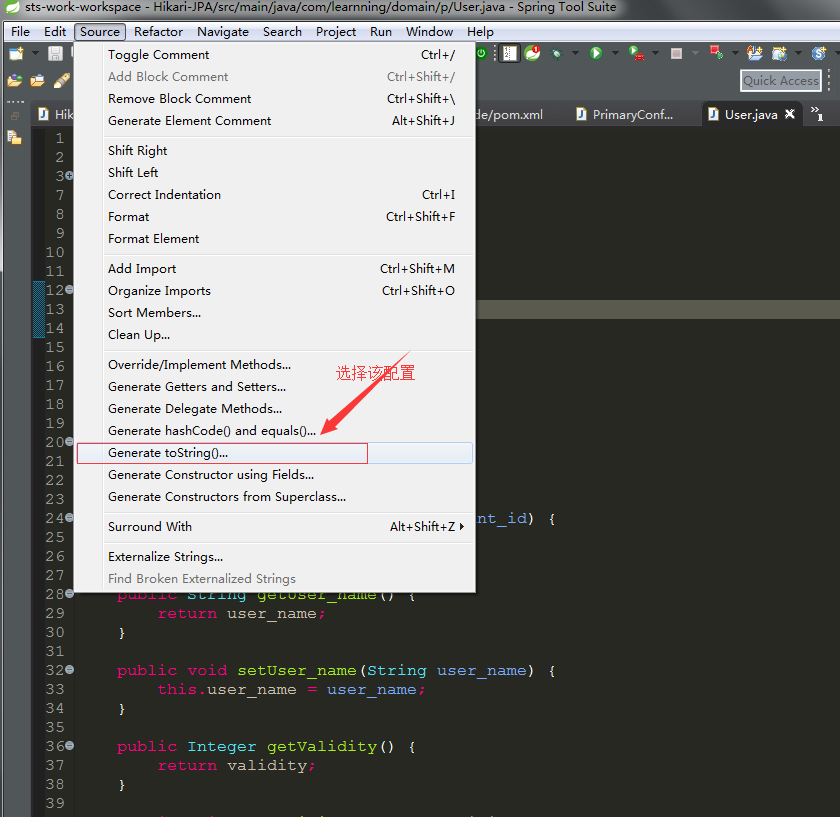 sts-work-workspace - Hikari-JPA/src/main/java/com/learnning/domain/p/User.java - Spring Tool Suite
File Edit Source Refactor Navigate Search Project Run Window Help
Quick Access
Hik
de/pom.xml
PrimaryConf...
User.java
»1
Toggle Comment Ctrl+/
Add Block Comment Ctrl+Shift+/
Remove Block Comment Ctrl+Shift+\
Generate Element Comment Alt+Shift+J
Shift Right
Shift Left
Correct Indentation Ctrl+I
Format Ctrl+Shift+F
Format Element
Add Import Ctrl+Shift+M
Organize Imports Ctrl+Shift+O
Sort Members...
Clean Up...
Override/Implement Methods...
选择该配置
Generate Getters and Setters...
Generate Delegate Methods...
Generate hashCode() and equals()...
Generate toString()...
Generate Constructor using Fields...
Generate Constructors from Superclass...
Surround With Alt+Shift+Z
Externalize Strings...
Find Broken Externalized Strings
1
2
3
7
8
9
10
11
12
13
14
15
16
17
18
19
20
21
22
23
24 nt_id) {
25
26
27
28 public String getUser_name() {
29 return user_name;
30 }
31
32 public void setUser_name(String user_name) {
33 this.user_name = user_name;
34 }
35
36 public Integer getValidity() {
37 return validity;
38 }
39